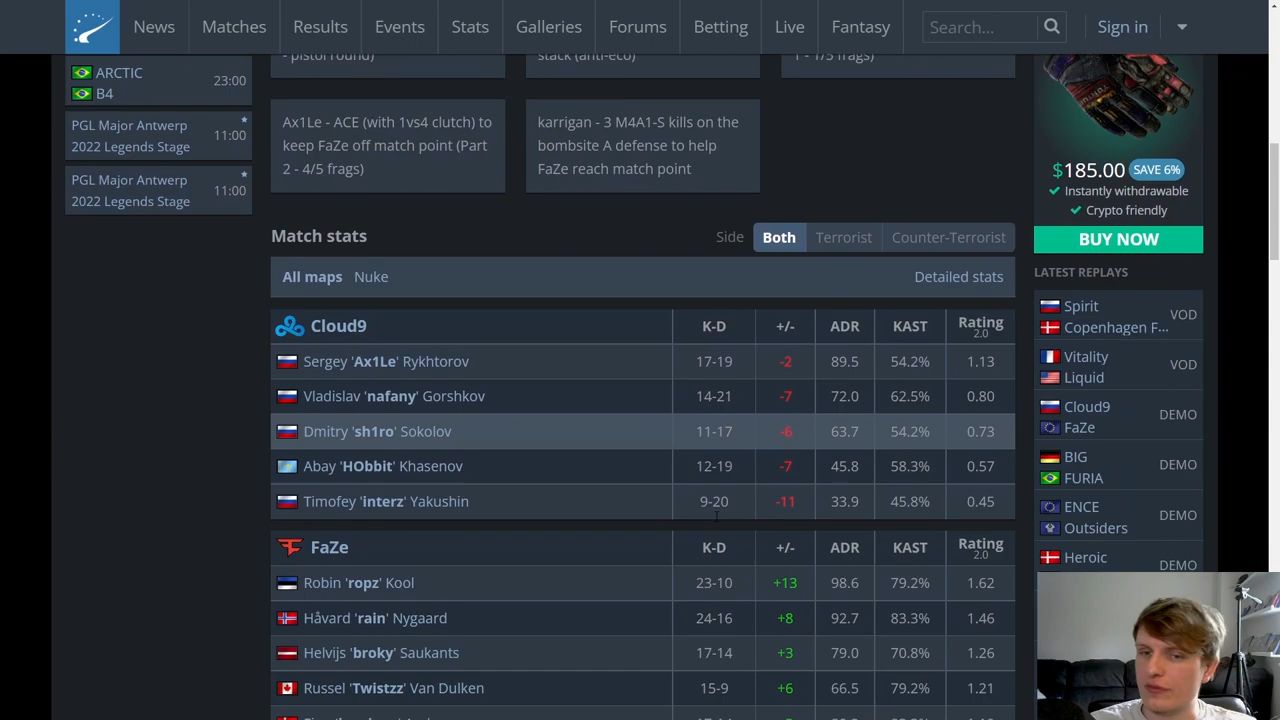 News
Matches
Results
Events
Stats
Galleries
Forums
Betting
Live
Fantasy
Search...
Sign in
ARCTIC
B4
23:00
PGL Major Antwerp
2022 Legends Stage
11:00
PGL Major Antwerp
2022 Legends Stage
11:00
- pistol round)
stack (anti-eco)
1 - 1/5 frags)
Ax1Le - ACE (with 1vs4 clutch) to
keep FaZe off match point (Part
2 - 4/5 frags)
karrigan - 3 M4A1-S kills on the
bombsite A defense to help
FaZe reach match point
Match stats
Side
Both
Terrorist
Counter-Terrorist
All maps
Nuke
Detailed stats
Cloud9 K-D +/- ADR KAST Rating 2.0
Sergey 'Ax1Le' Rykhtorov 17-19 -2 89.5 54.2% 1.13
Vladislav 'nafany' Gorshkov 14-21 -7 72.0 62.5% 0.80
Dmitry 'sh1ro' Sokolov 11-17 -6 63.7 54.2% 0.73
Abay 'HObbit' Khasenov 12-19 -7 45.8 58.3% 0.57
Timofey 'interz' Yakushin 9-20 -11 33.9 45.8% 0.45
FaZe K-D +/- ADR KAST Rating 2.0
Robin 'ropz' Kool 23-10 +13 98.6 79.2% 1.62
Håvard 'rain' Nygaard 24-16 +8 92.7 83.3% 1.46
Helvijs 'broky' Saukants 17-14 +3 79.0 70.8% 1.26
Russel 'Twistzz' Van Dulken 15-9 +6 66.5 79.2% 1.21
$185.00 SAVE 6%
Instantly withdrawable
Crypto friendly
BUY NOW
LATEST REPLAYS
Spirit
Copenhagen F...
VOD
Vitality
Liquid
VOD
Cloud9
FaZe
DEMO
BIG
FURIA
DEMO
ENCE
Outsiders
DEMO
Heroic
DEMO